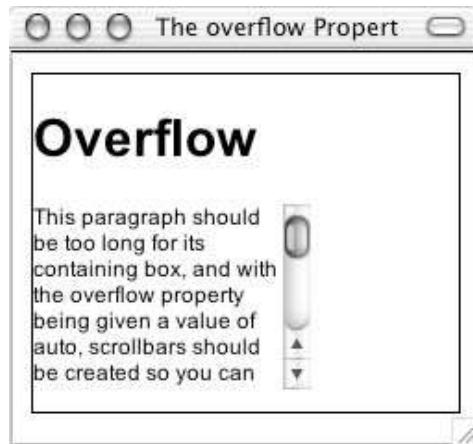 The overflow Propert
Overflow
This paragraph should
be too long for its
containing box, and with
the overflow property
being given a value of
auto, scrollbars should
be created so you can